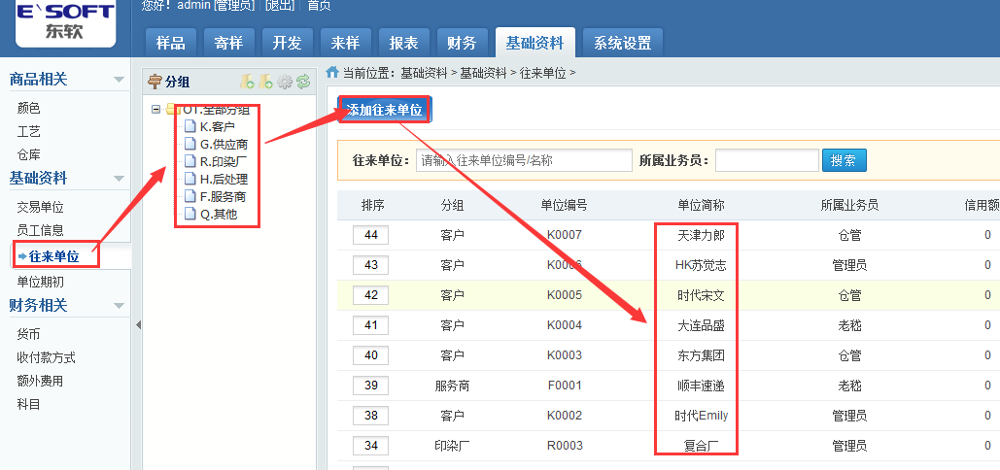 E'SOFT
东软
您好！admin [管理员] | [退出] | 首页
样品 寄样 开发 来样 报表 财务 基础资料 系统设置
商品相关
颜色
工艺
仓库
基础资料
交易单位
员工信息
往来单位
单位期初
财务相关
货币
收付款方式
额外费用
科目
分组
OT.全部分组
K.客户
G.供应商
R.印染厂
H.后处理
F.服务商
Q.其他
当前位置：基础资料 > 基础资料 > 往来单位 >
添加往来单位
往来单位： 请输入往来单位编号/名称 所属业务员： 搜索
排序 分组 单位编号 单位简称 所属业务员 信用额
44 客户 K0007 天津力郎 仓管 0
43 客户 K0006 HK苏觉志 管理员 0
42 客户 K0005 时代宋文 仓管 0
41 客户 K0004 大连品盛 老嵇 0
40 客户 K0003 东方集团 仓管 0
39 服务商 F0001 顺丰速递 老嵇 0
38 客户 K0002 时代Emily 管理员 0
34 印染厂 R0003 复合厂 管理员 0